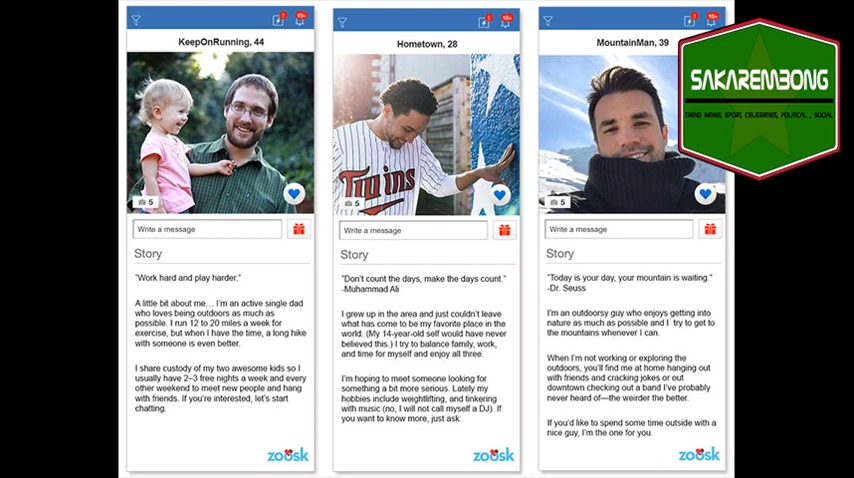 KeepOnRunning, 44
5
Write a message
Story
"Work hard and play harder."
A little bit about me… I'm an active single dad
who loves being outdoors as much as
possible. I run 12 to 20 miles a week for
exercise, but when I have the time, a long hike
with someone is even better.
I share custody of my two awesome kids so I
usually have 2–3 free nights a week and every
other weekend to meet new people and hang
with friends. If you're interested, let's start
chatting.
zoosk
! 10+
Hometown, 28
Twins
5
Write a message
Story
"Don't count the days, make the days count."
-Muhammad Ali
I grew up in the area and just couldn't leave
what has come to be my favorite place in the
world. (My 14-year-old self would have never
believed this.) I try to balance family, work,
and time for myself and enjoy all three.
I'm hoping to meet someone looking for
something a bit more serious. Lately my
hobbies include weightlifting, and tinkering
with music (no, I will not call myself a DJ). If
you want to know more, just ask.
zoosk
! 10+
MountainMan, 39
5
Write a message
Story
"Today is your day, your mountain is waiting."
-Dr. Seuss
I'm an outdoorsy guy who enjoys getting into
nature as much as possible and I try to get to
the mountains whenever I can.
When I'm not working or exploring the
outdoors, you'll find me at home hanging out
with friends and cracking jokes or out
downtown checking out a band I've probably
never heard of—the weirder the better.
If you'd like to spend some time outside with a
nice guy, I'm the one for you.
zoosk
! 10+
SAKAREMBONG
TREND NEWS, SPORT, CELEBRITIES, POLITICAL , SOCIAL